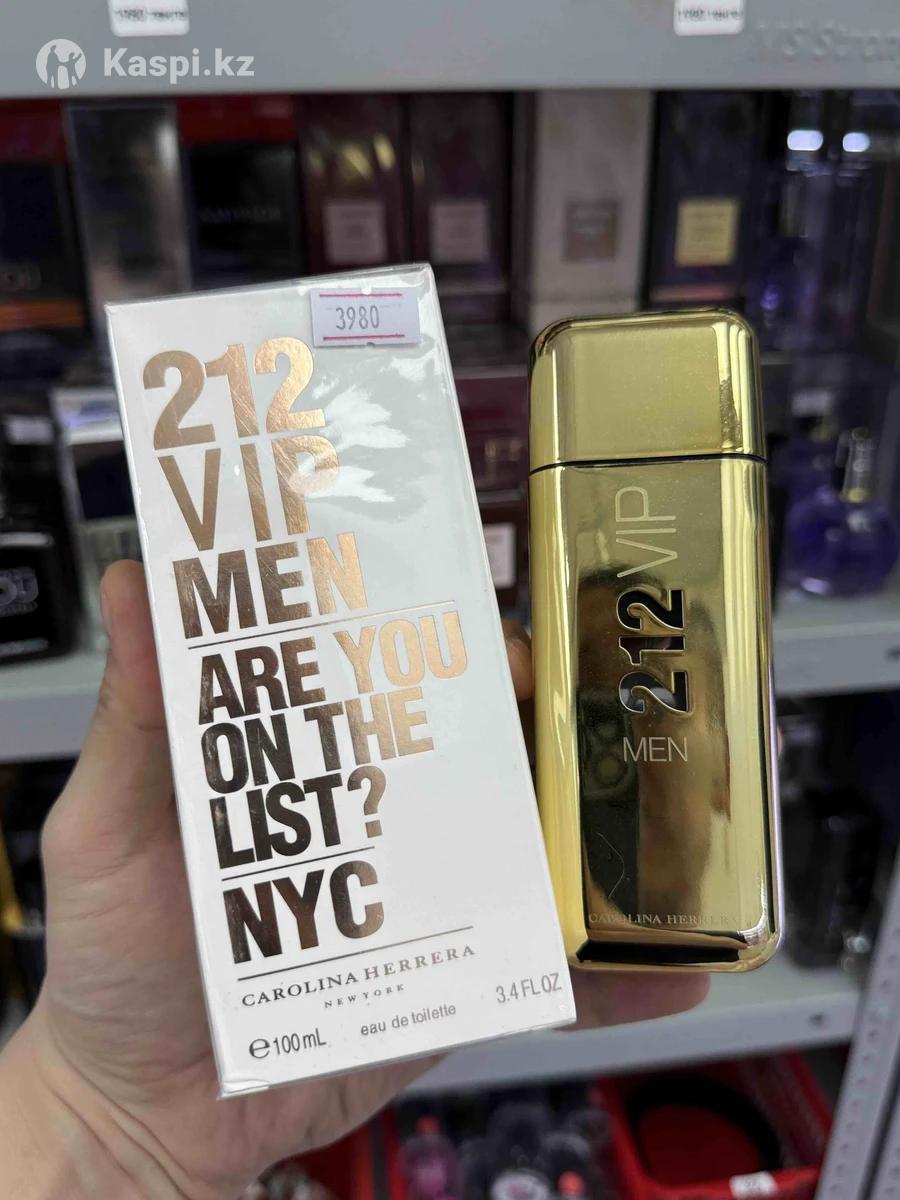 Kaspi.kz
3980
212
VIP
MEN
ARE YOU
ON THE
LIST?
NYC
CAROLINA HERRERA
NEW YORK
e100mL eau de toilette 3.4 FL OZ
212 VIP
MEN
CAROLINA HERRERA